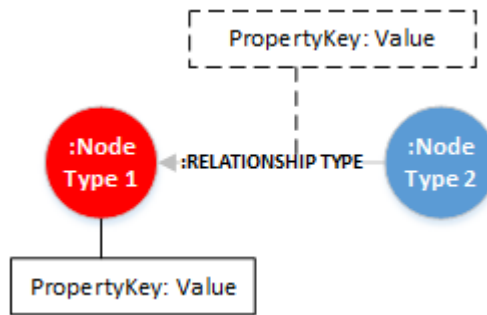 PropertyKey: Value
:Node
Type 1
:RELATIONSHIP TYPE
:Node
Type 2
PropertyKey: Value